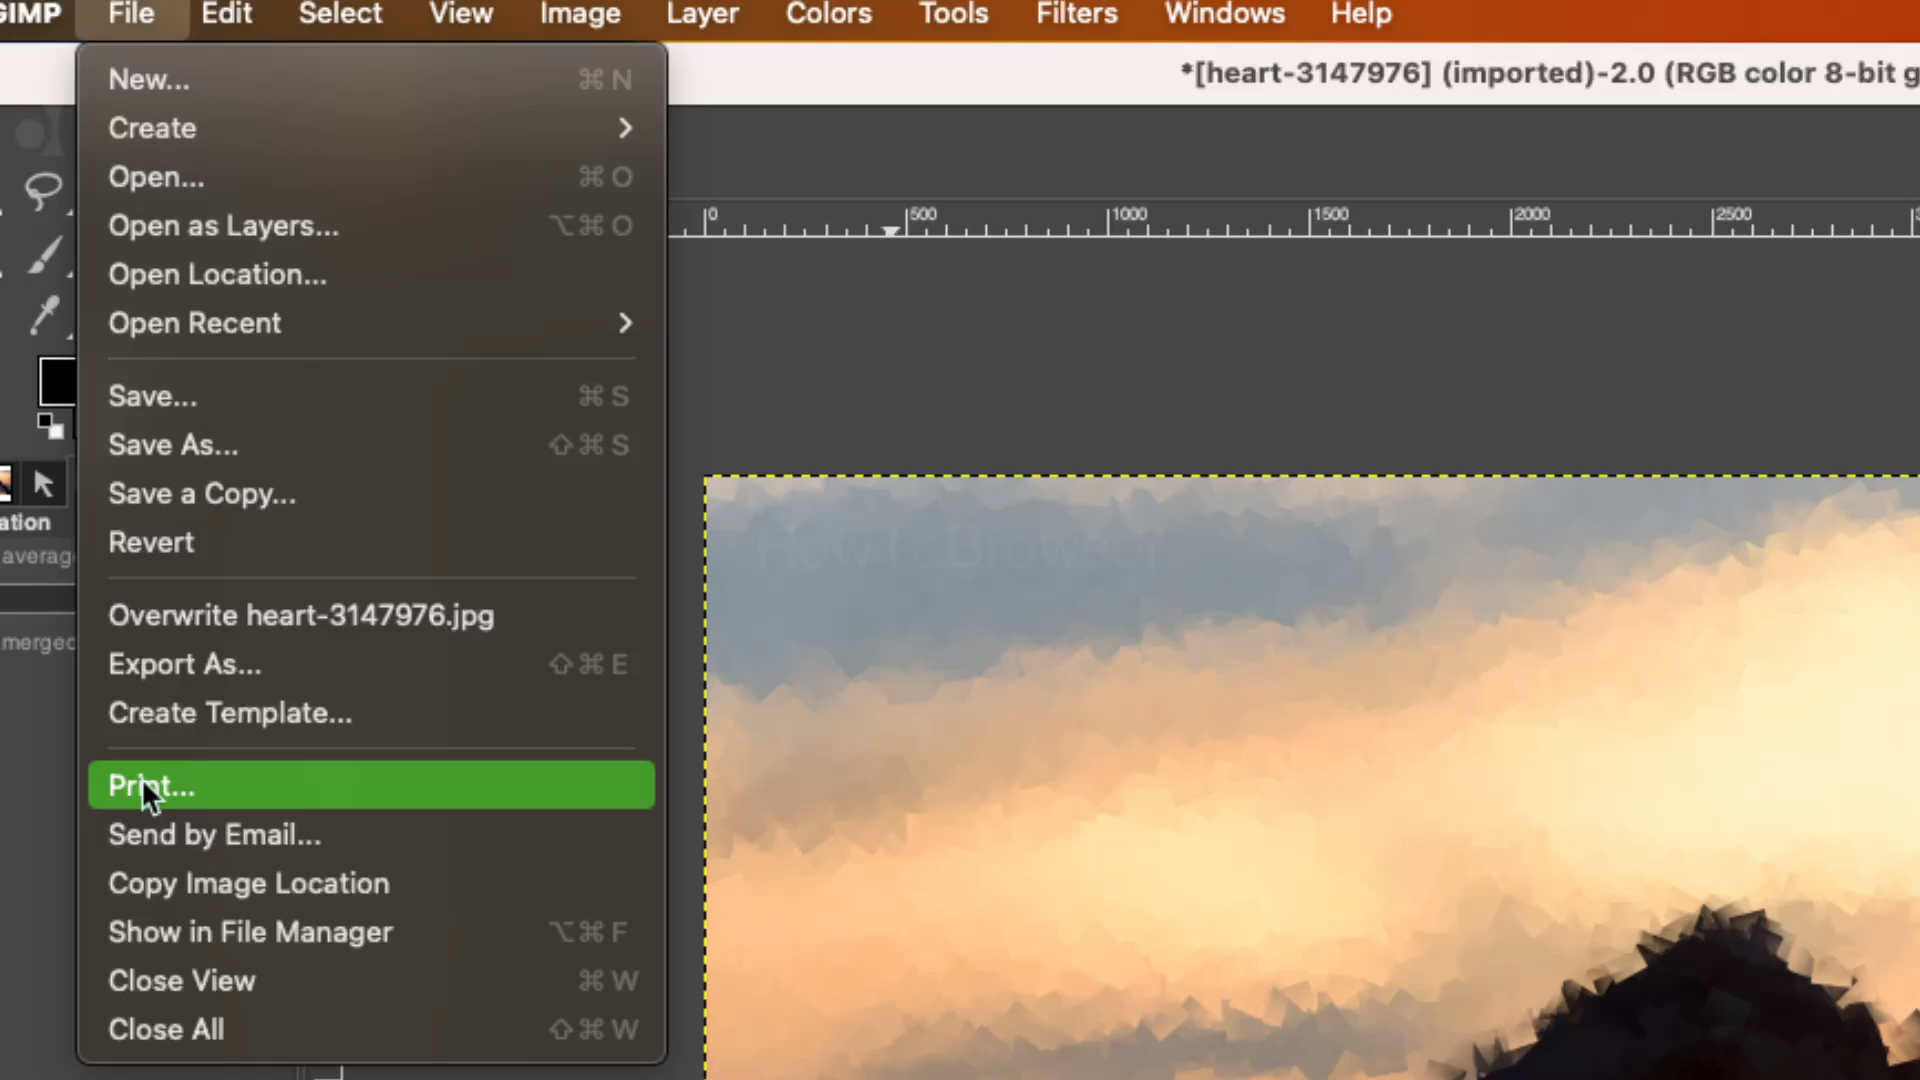 GIMP File Edit Select View Image Layer Colors Tools Filters Windows Help
*[heart-3147976] (imported)-2.0 (RGB color 8-bit g
New... ⌘ N
Create
Open... ⌘ O
Open as Layers... ⌥⌘ O
Open Location...
Open Recent
0 500 1000 1500 2000 2500
Save... ⌘ S
Save As... ⇧⌘ S
Save a Copy...
Revert
ation
averag
merged
HowToBrowser
Overwrite heart-3147976.jpg
Export As... ⇧⌘ E
Create Template...
Print...
Send by Email...
Copy Image Location
Show in File Manager ⌥⌘ F
Close View ⌘ W
Close All ⇧⌘ W